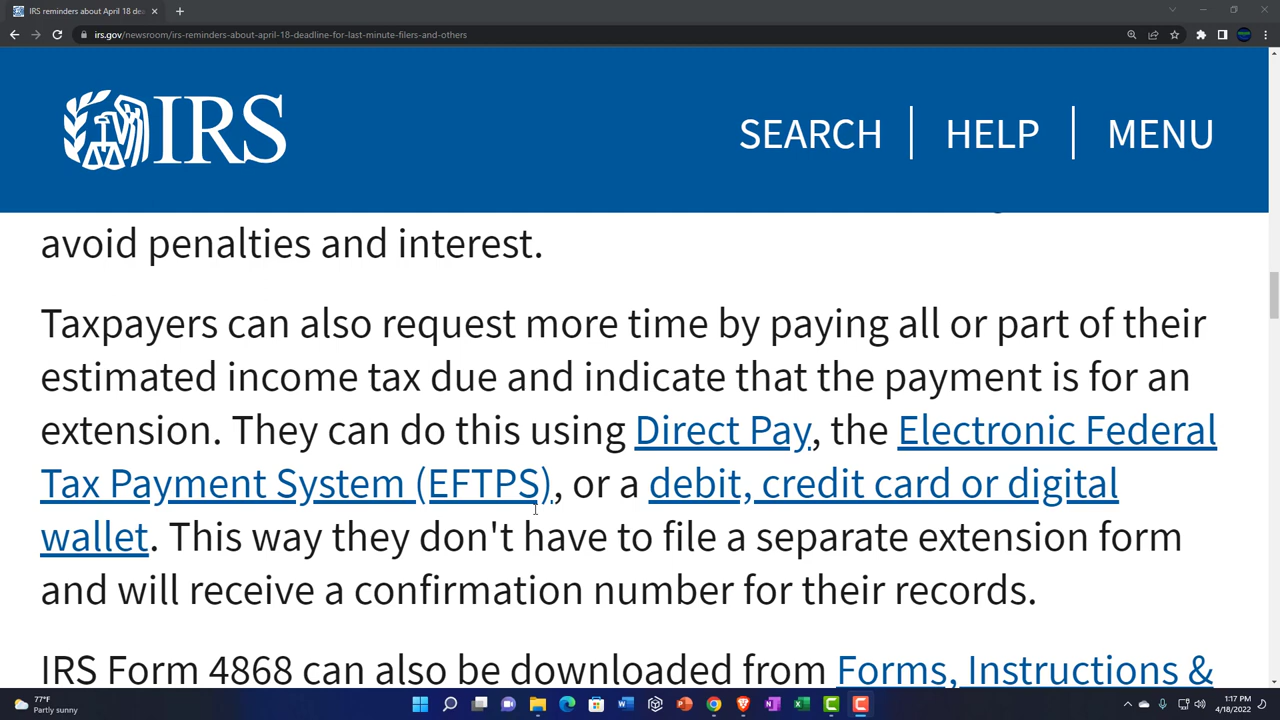 IRS reminders about April 18 dea
irs.gov/newsroom/irs-reminders-about-april-18-deadline-for-last-minute-filers-and-others
IRS
SEARCH
HELP
MENU
avoid penalties and interest.
Taxpayers can also request more time by paying all or part of their
estimated income tax due and indicate that the payment is for an
extension. They can do this using Direct Pay, the Electronic Federal
Tax Payment System (EFTPS), or a debit, credit card or digital
wallet. This way they don't have to file a separate extension form
and will receive a confirmation number for their records.
IRS Form 4868 can also be downloaded from Forms, Instructions &
77°F
Partly sunny
1:17 PM
4/18/2022